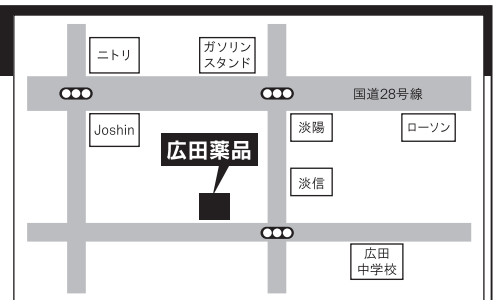 ニトリ
ガソリン
スタンド
国道28号線
Joshin
淡陽
ローソン
広田薬品
淡信
広田
中学校